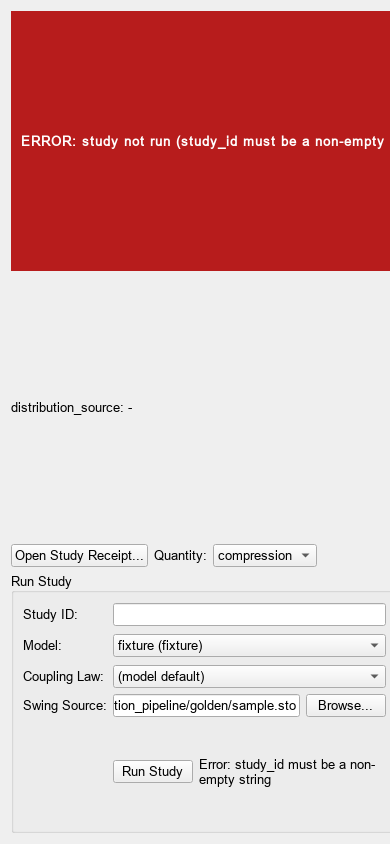 ERROR: study not run (study_id must be a non-empty
distribution_source: -
Open Study Receipt... Quantity: compression
Run Study
Study ID:
Model: fixture (fixture)
Coupling Law: (model default)
Swing Source: tion_pipeline/golden/sample.sto Browse...
Run Study Error: study_id must be a non-
empty string